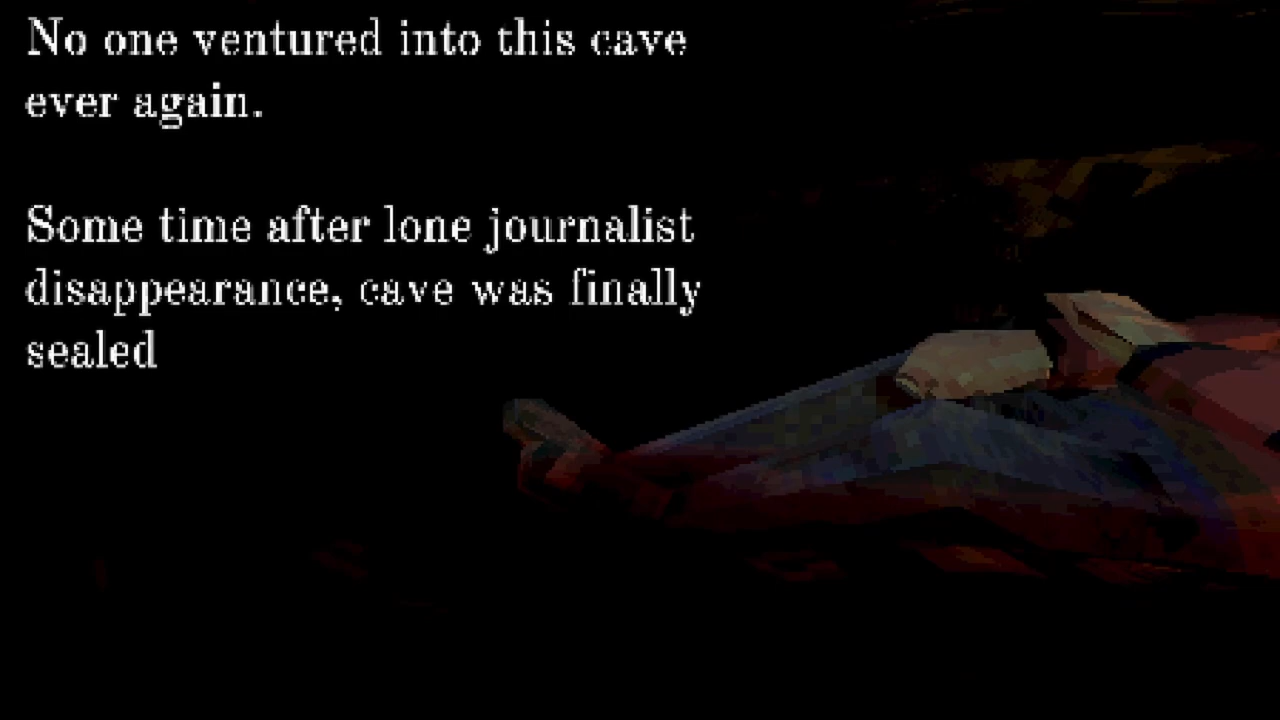 No one ventured into this cave
ever again.
Some time after lone journalist
disappearance, cave was finally
sealed